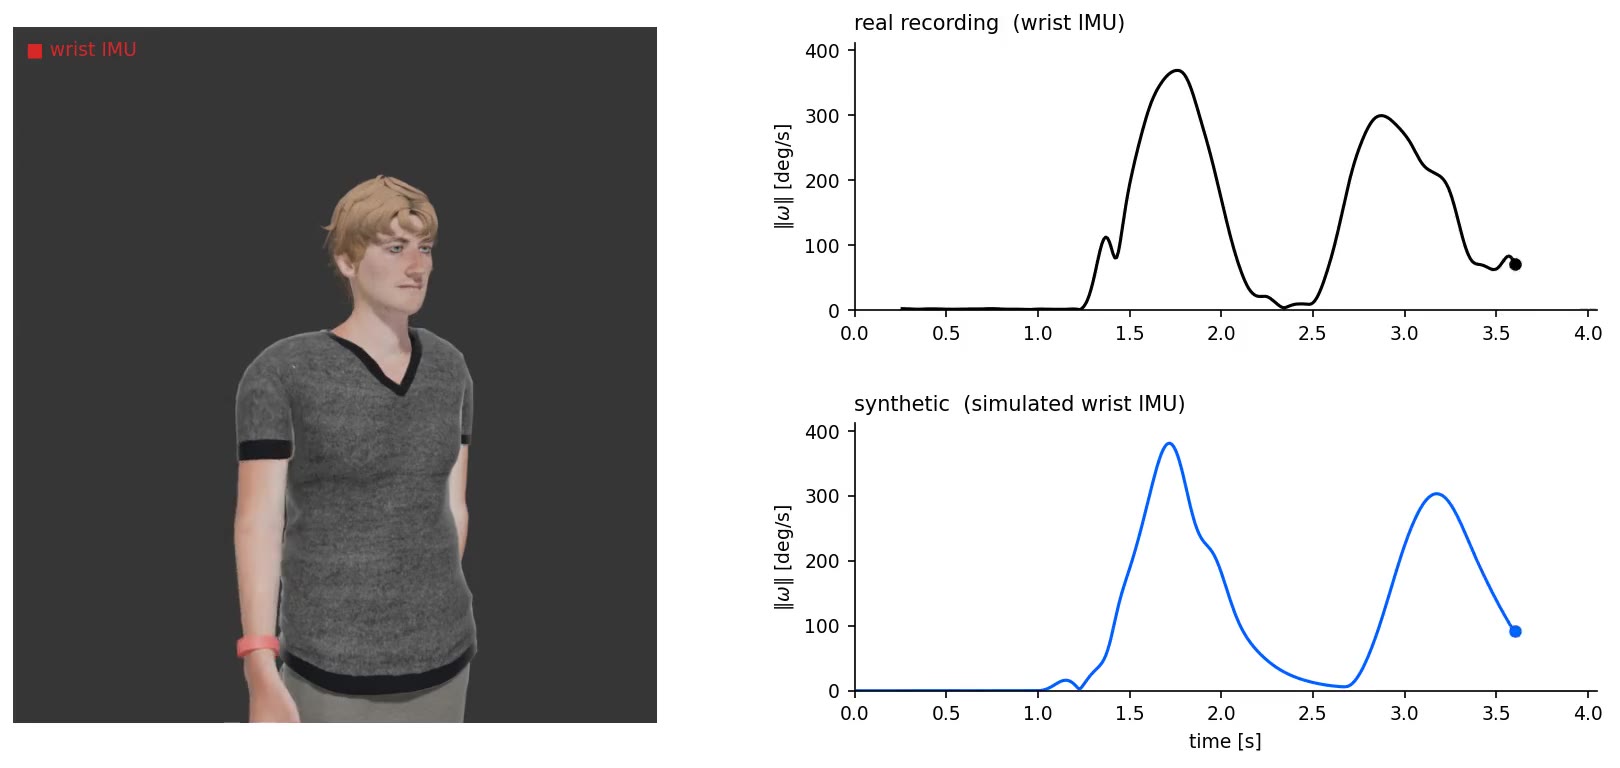 ■ wrist IMU
real recording (wrist IMU)
400
300
200
100
0
‖ω‖ [deg/s]
0.0 0.5 1.0 1.5 2.0 2.5 3.0 3.5 4.0
synthetic (simulated wrist IMU)
400
300
200
100
0
‖ω‖ [deg/s]
0.0 0.5 1.0 1.5 2.0 2.5 3.0 3.5 4.0
time [s]